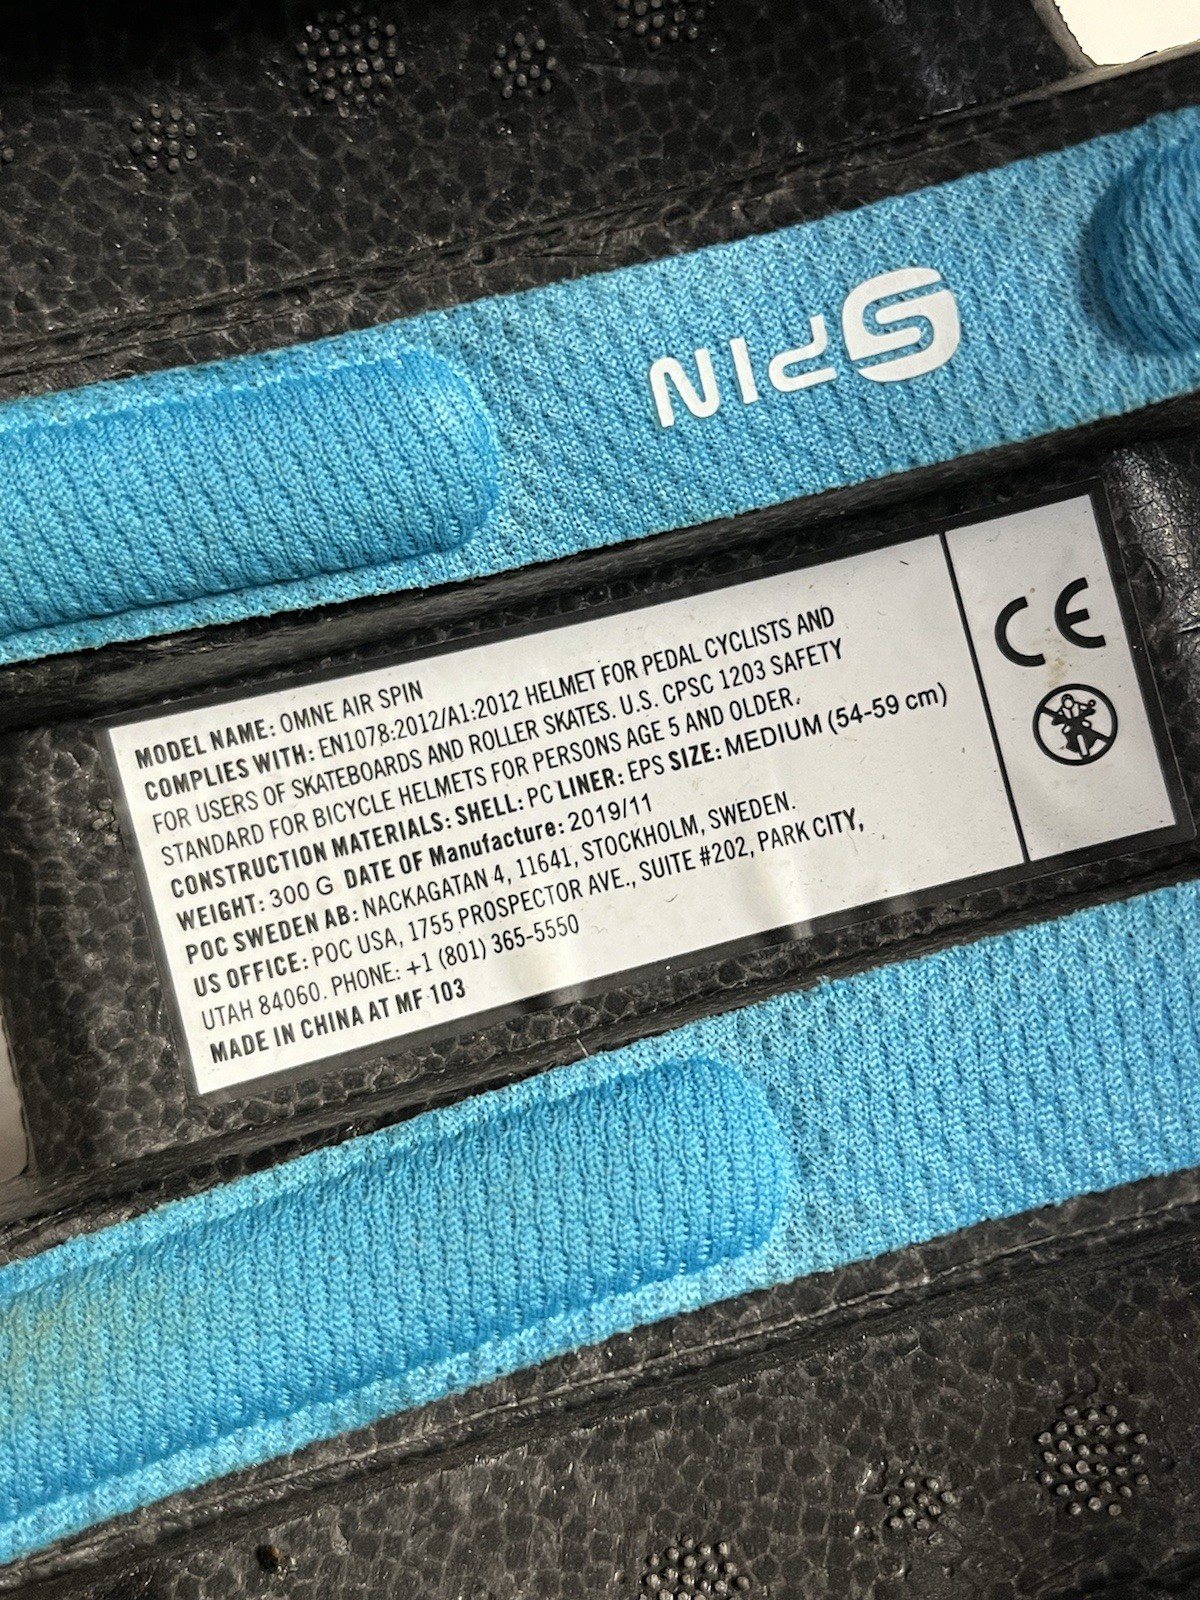 SPIN
MODEL NAME: OMNE AIR SPIN
COMPLIES WITH: EN1078:2012/A1:2012 HELMET FOR PEDAL CYCLISTS AND
FOR USERS OF SKATEBOARDS AND ROLLER SKATES. U.S. CPSC 1203 SAFETY
STANDARD FOR BICYCLE HELMETS FOR PERSONS AGE 5 AND OLDER.
CONSTRUCTION MATERIALS: SHELL: PC LINER: EPS SIZE: MEDIUM (54-59 cm)
WEIGHT: 300 G DATE OF Manufacture: 2019/11
POC SWEDEN AB: NACKAGATAN 4, 11641, STOCKHOLM, SWEDEN.
US OFFICE: POC USA, 1755 PROSPECTOR AVE., SUITE #202, PARK CITY,
UTAH 84060. PHONE: +1 (801) 365-5550
MADE IN CHINA AT MF 103
CE